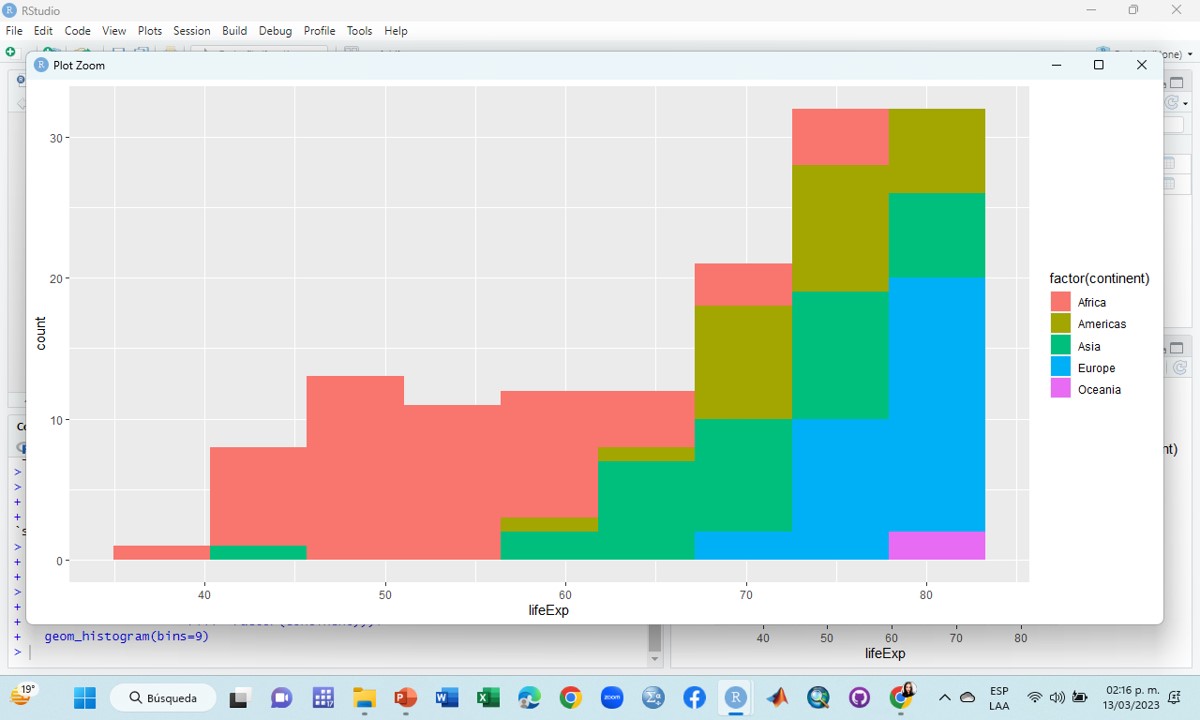 RStudio
File Edit Code View Plots Session Build Debug Profile Tools Help
Plot Zoom
30
20
10
0
count
40 50 60 70 80
lifeExp
factor(continent)
Africa
Americas
Asia
Europe
Oceania
>
>
+
+
>
+
+
>
+
+
+ geom_histogram(bins=9)
>
40 50 60 70 80
lifeExp
19°
Búsqueda
ESP
LAA
02:16 p. m.
13/03/2023